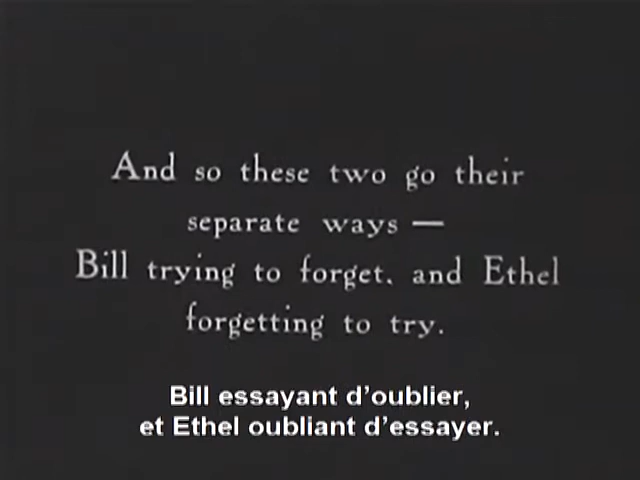 And so these two go their
separate ways —
Bill trying to forget, and Ethel
forgetting to try.
Bill essayant d'oublier,
et Ethel oubliant d'essayer.